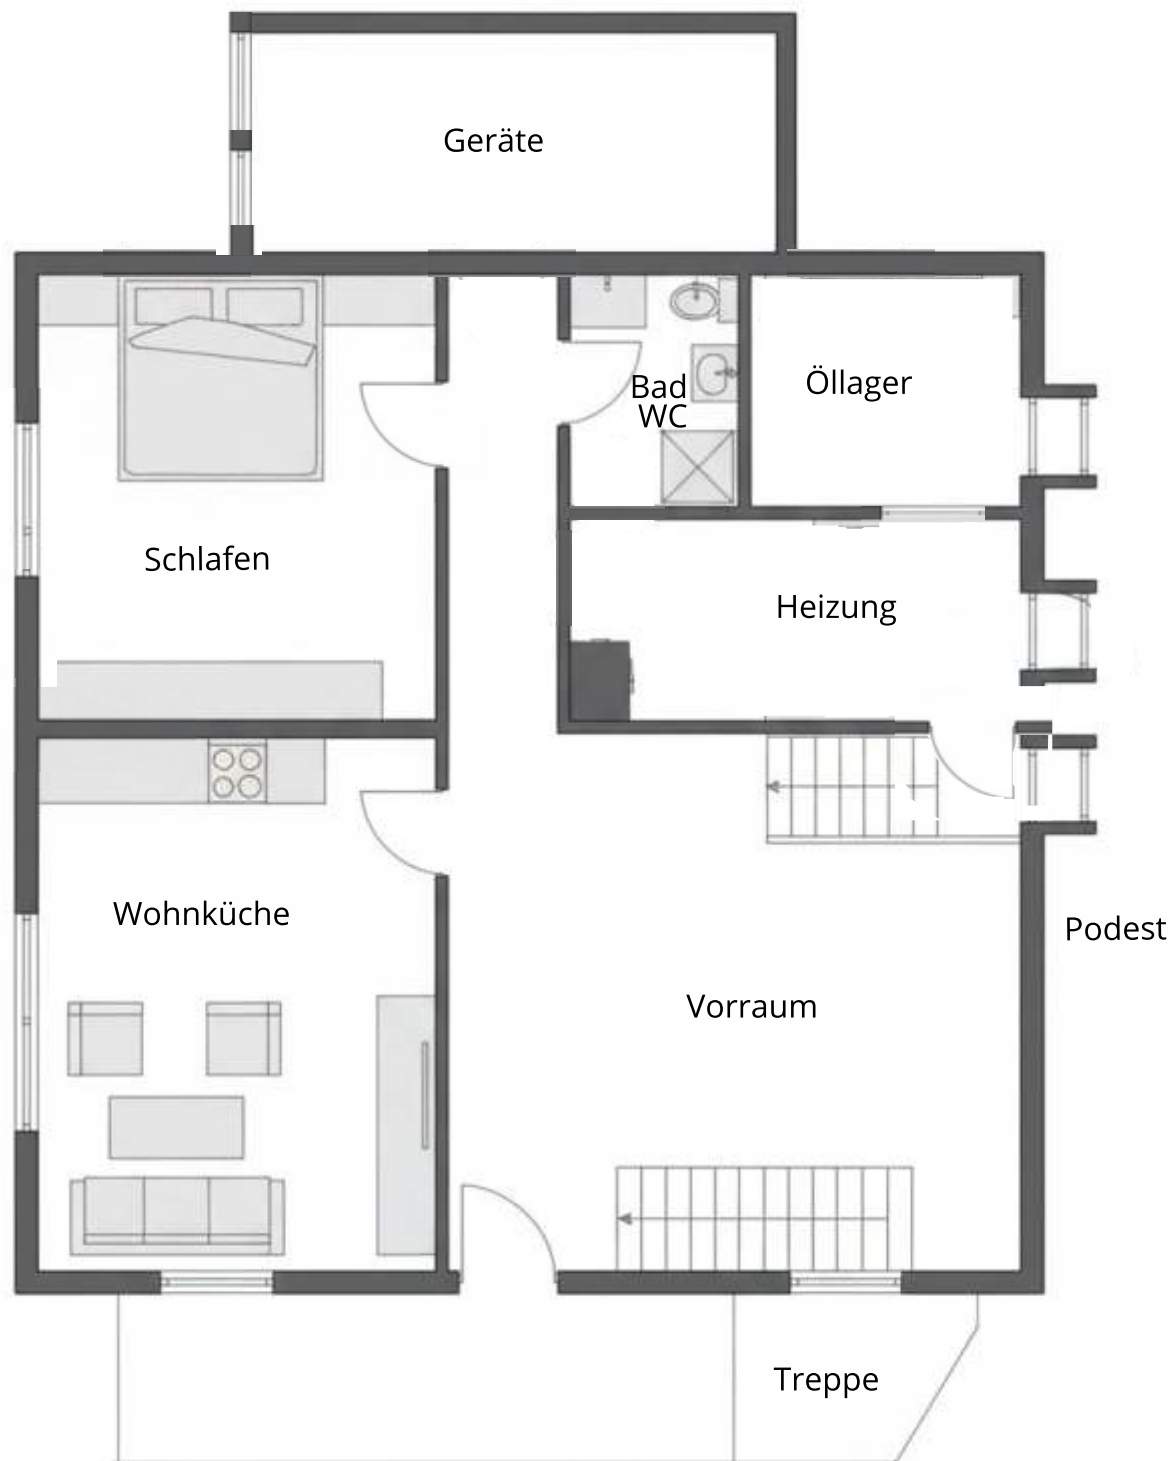 Geräte
Öllager
Bad
WC
Schlafen
Heizung
Wohnküche
Podest
Vorraum
Treppe